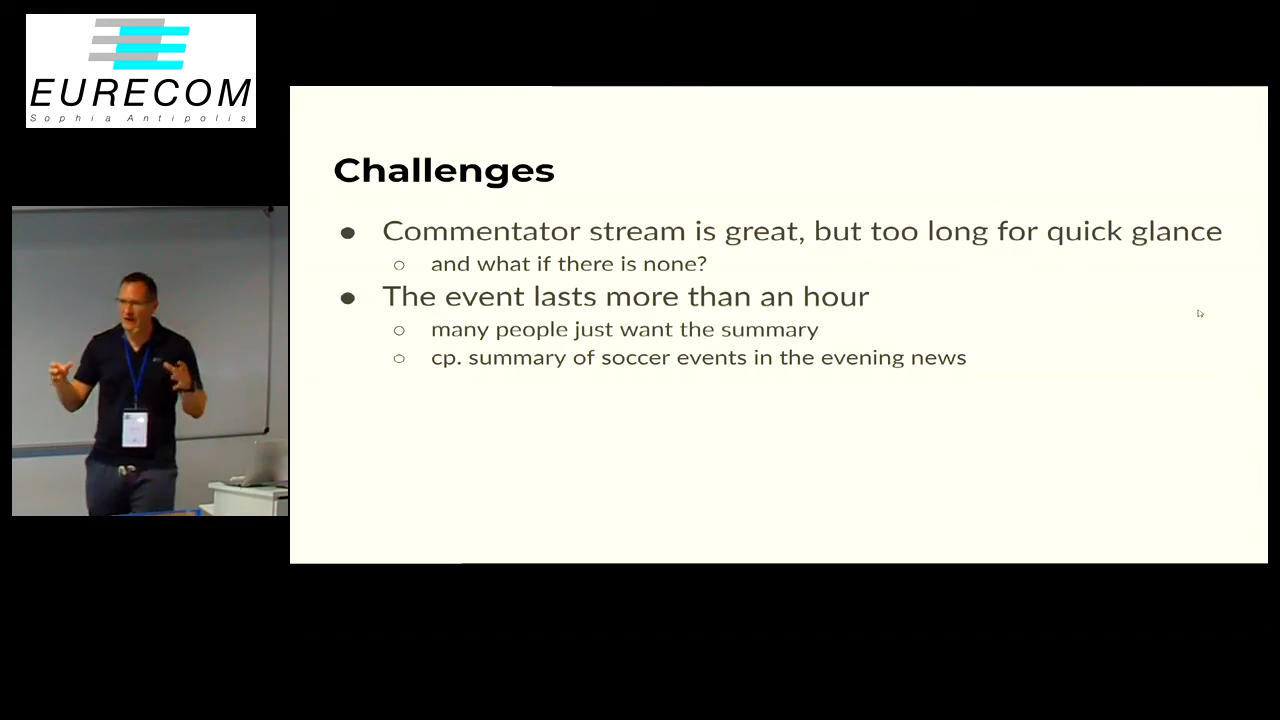 EURECOM
Sophia Antipolis
Challenges
● Commentator stream is great, but too long for quick glance
○ and what if there is none?
● The event lasts more than an hour
○ many people just want the summary
○ cp. summary of soccer events in the evening news